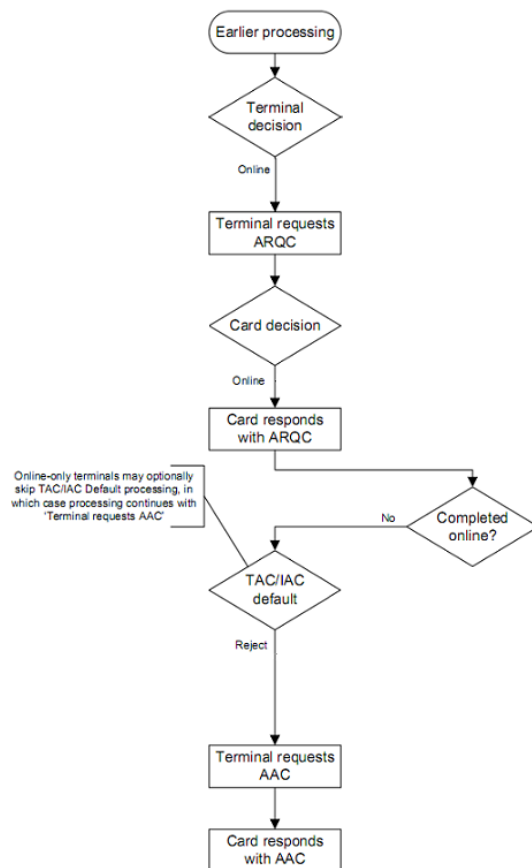 Earlier processing
Terminal
decision
Online
Terminal requests
ARQC
Card decision
Online
Card responds
with ARQC
Online-only terminals may optionally
skip TAC/IAC Default processing, in
which case processing continues with
'Terminal requests AAC'
No
Completed
online?
TAC/IAC
default
Reject
Terminal requests
AAC
Card responds
with AAC